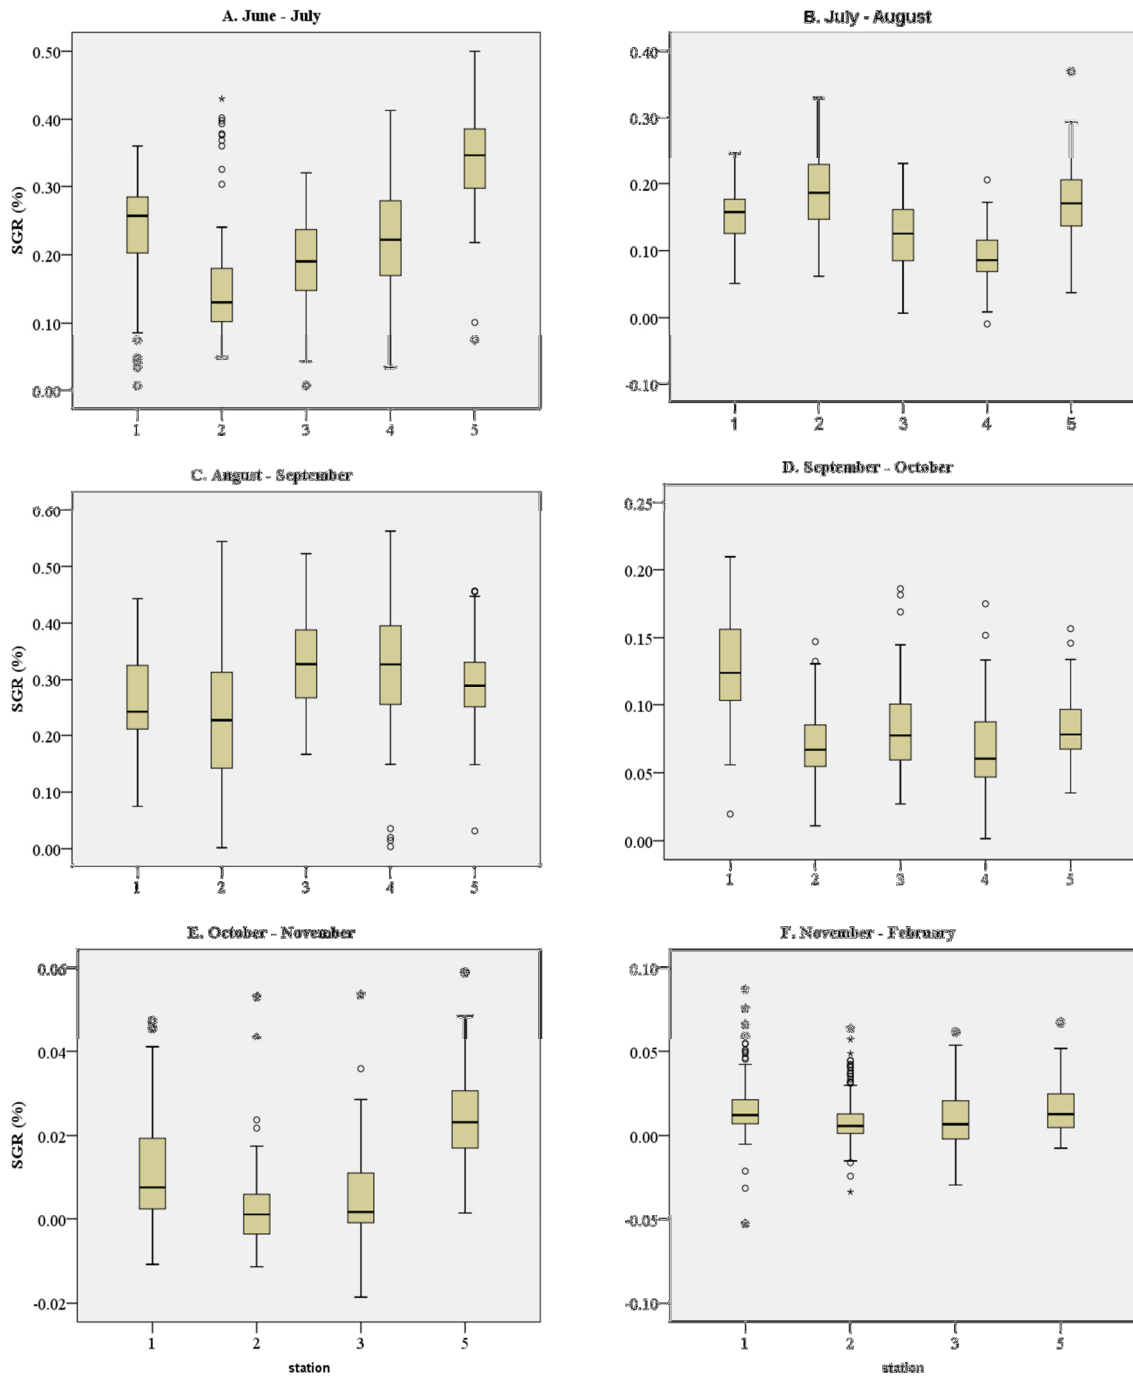 A. June - July
0.50
0.40
0.30
0.20
0.10
0.00
SGR (%)
1 2 3 4 5
B. July - August
0.40
0.30
0.20
0.10
0.00
-0.10
1 2 3 4 5
C. August - September
0.60
0.50
0.40
0.30
0.20
0.10
0.00
SGR (%)
1 2 3 4 5
D. September - October
0.25
0.20
0.15
0.10
0.05
0.00
1 2 3 4 5
E. October - November
0.06
0.04
0.02
0.00
-0.02
SGR (%)
1 2 3 5
station
F. November - February
0.10
0.05
0.00
-0.05
-0.10
1 2 3 5
station